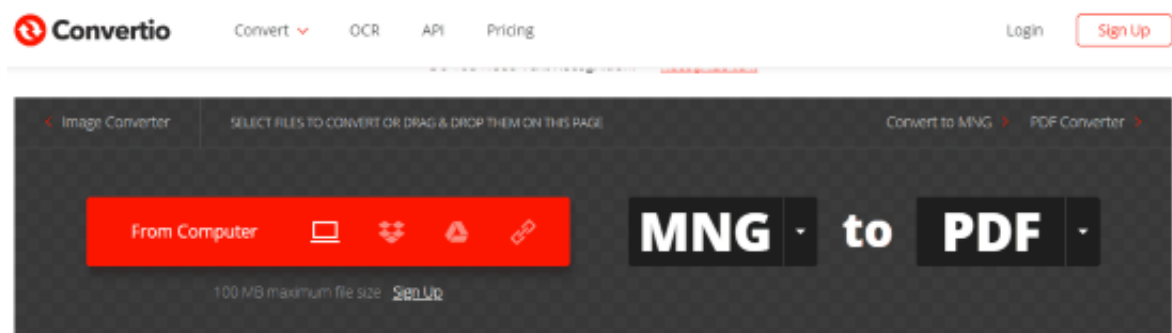 Convertio Convert OCR API Pricing Login Sign Up
Image Converter SELECT FILES TO CONVERT OR DRAG & DROP THEM ON THIS PAGE Convert to MNG PDF Converter
From Computer MNG to PDF
100 MB maximum file size Sign Up